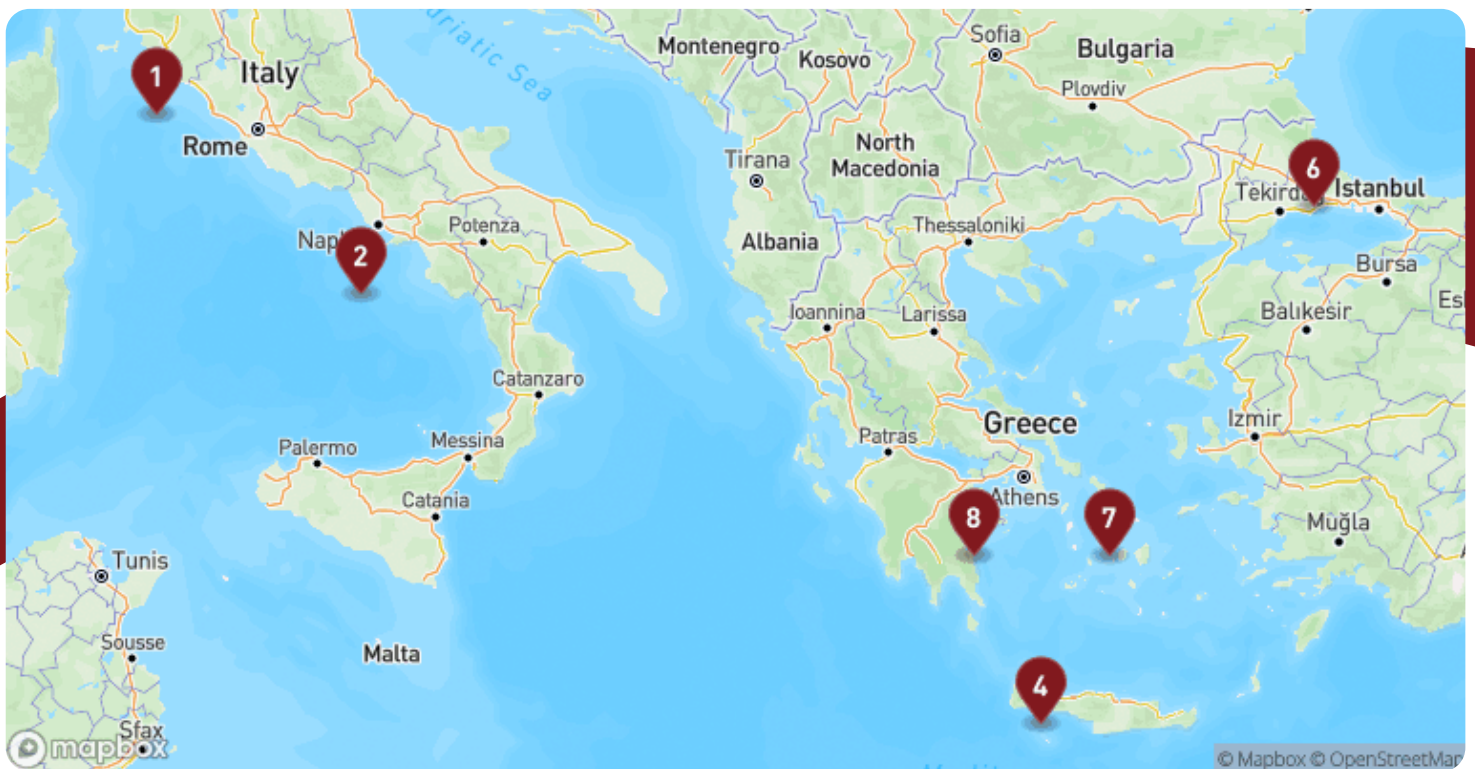 Adriatic Sea
Montenegro
Kosovo
Sofia
Bulgaria
Plovdiv
1
Italy
Rome
North
Macedonia
Tirana
6
Istanbul
Potenza
2
Albania
Thessaloniki
Bursa
Ioannina
Larissa
Balıkesir
Catanzaro
Greece
Izmir
Patras
Messina
Palermo
Athens
Catania
8
7
Muğla
Tunis
Sousse
Malta
4
Sfax
mapbox
© Mapbox © OpenStreetMap